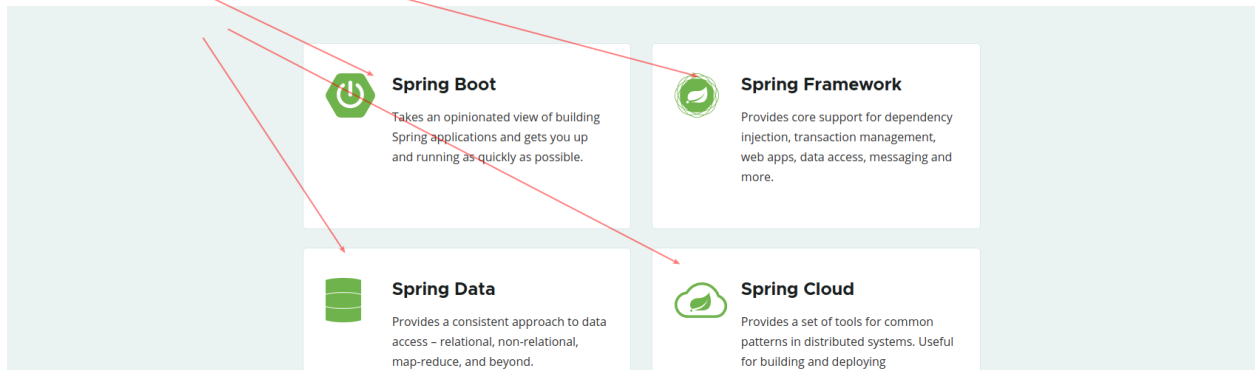 Spring Boot
Takes an opinionated view of building
Spring applications and gets you up
and running as quickly as possible.
Spring Framework
Provides core support for dependency
injection, transaction management,
web apps, data access, messaging and
more.
Spring Data
Provides a consistent approach to data
access – relational, non-relational,
map-reduce, and beyond.
Spring Cloud
Provides a set of tools for common
patterns in distributed systems. Useful
for building and deploying